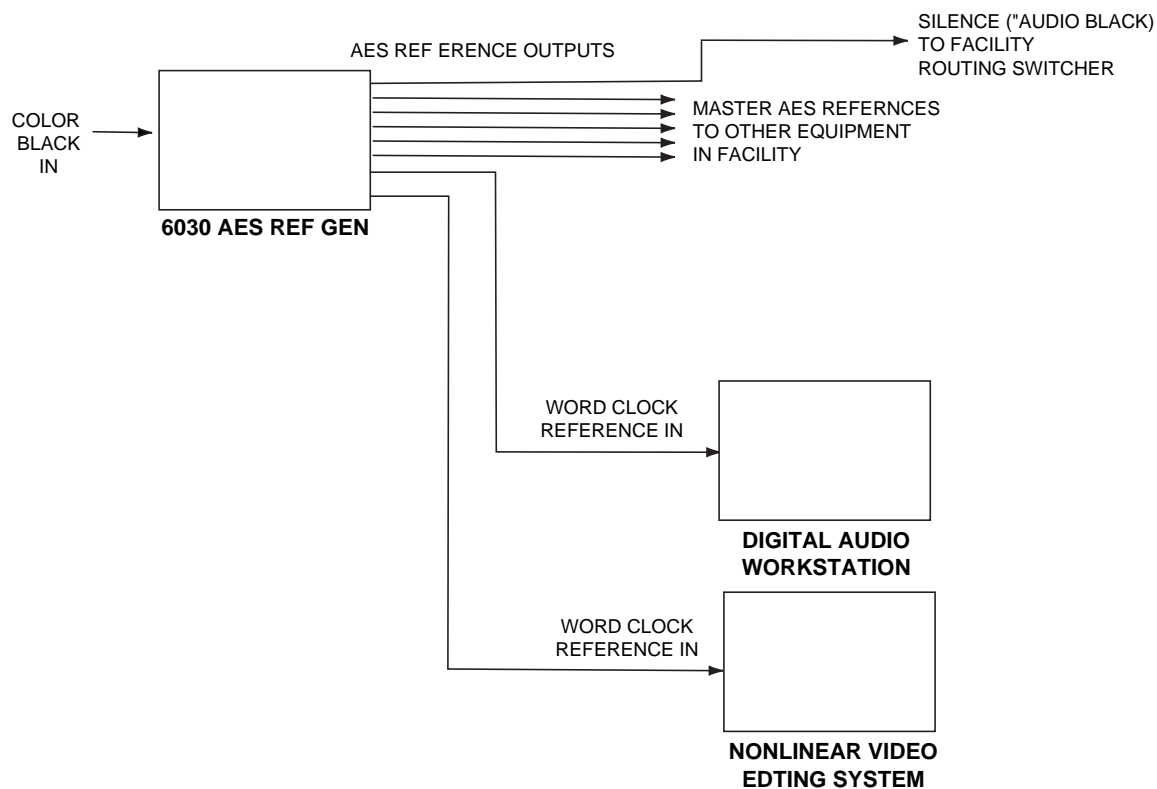 SILENCE ("AUDIO BLACK)
TO FACILITY
ROUTING SWITCHER
AES REF ERENCE OUTPUTS
MASTER AES REFERNCES
TO OTHER EQUIPMENT
IN FACILITY
COLOR
BLACK
IN
6030 AES REF GEN
WORD CLOCK
REFERENCE IN
DIGITAL AUDIO
WORKSTATION
WORD CLOCK
REFERENCE IN
NONLINEAR VIDEO
EDTING SYSTEM